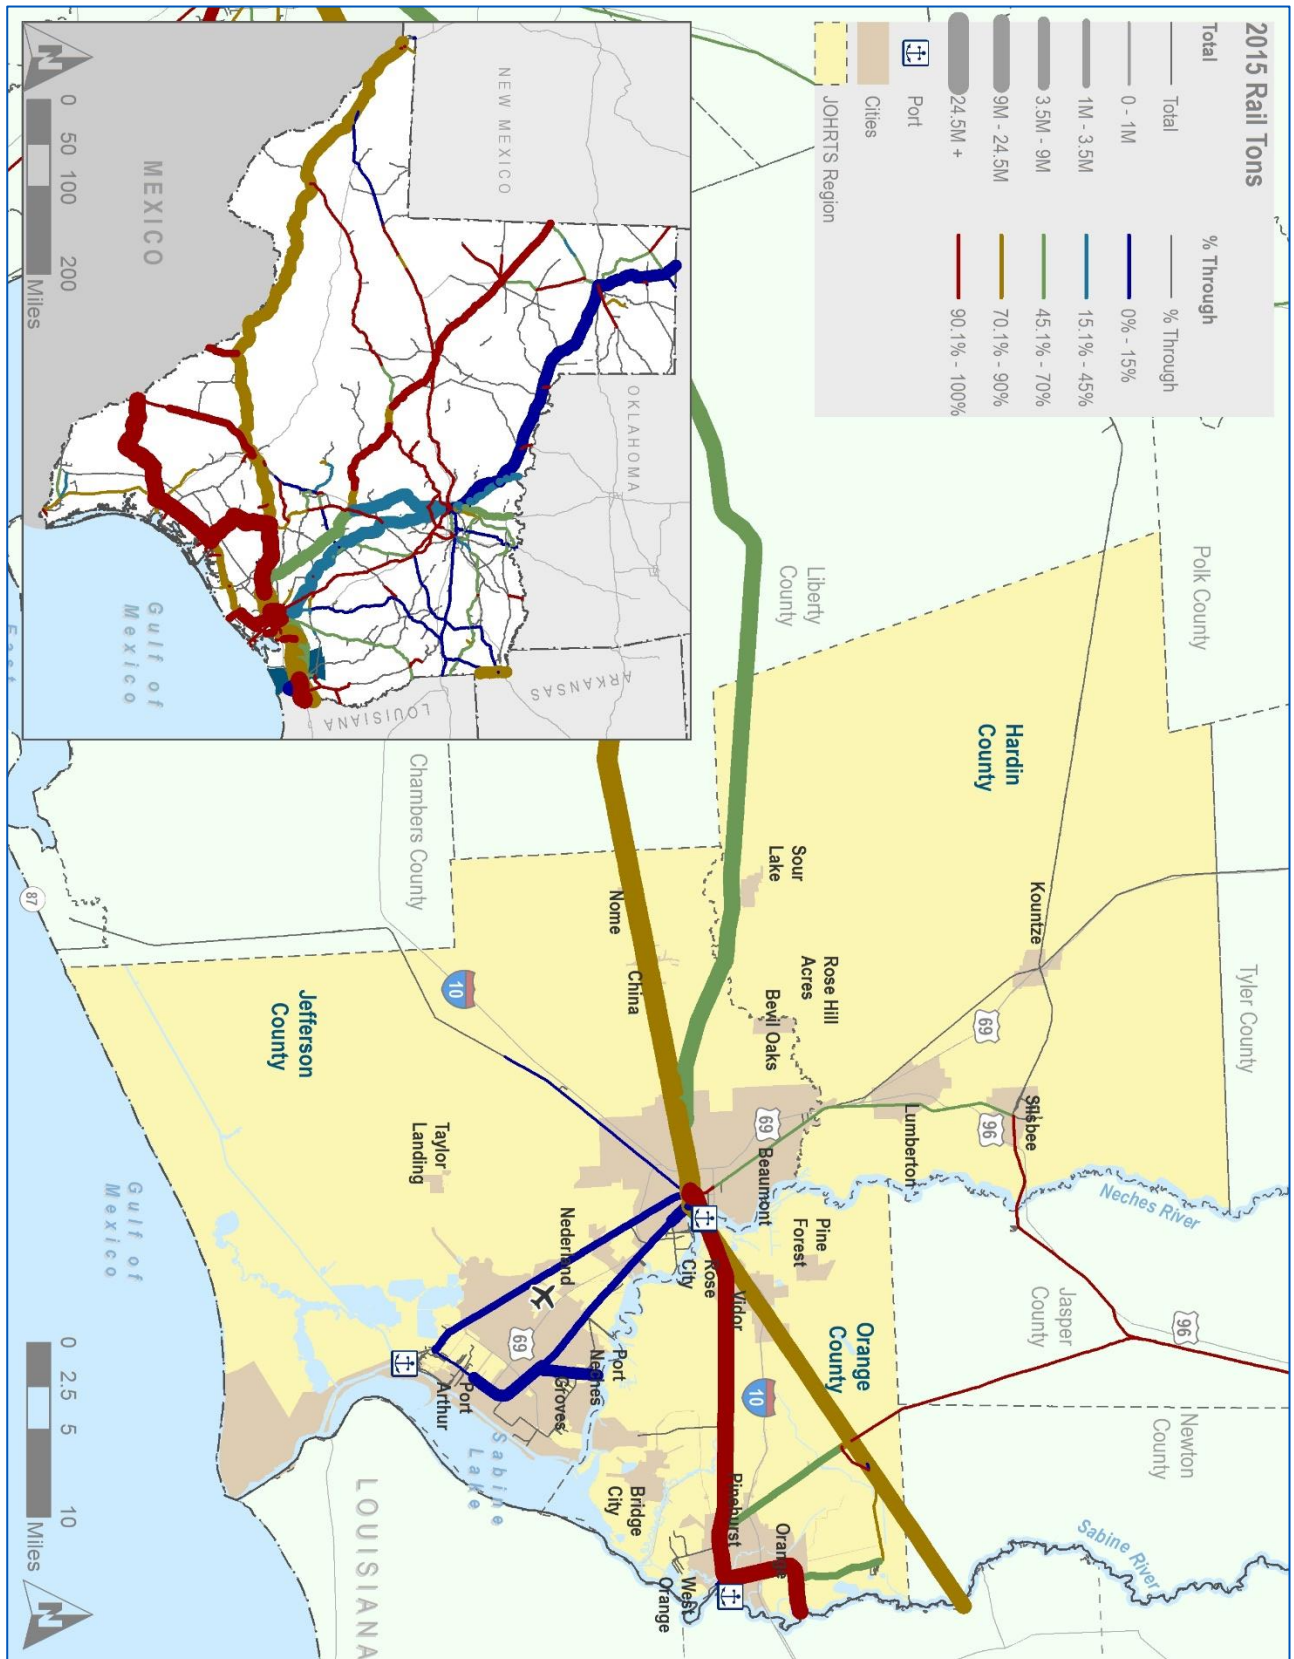 2015 Rail Tons
Total
% Through
Total
% Through
0 - 1M
0% - 15%
1M - 3.5M
15.1% - 45%
3.5M - 9M
45.1% - 70%
9M - 24.5M
70.1% - 90%
24.5M +
90.1% - 100%
Port
Cities
JOHRTS Region
NEW MEXICO
OKLAHOMA
ARKANSAS
LOUISIANA
MEXICO
Gulf of
Mexico
N
0
50
100
200
Miles
Polk County
Tyler County
Liberty
County
Hardin
County
Kountze
69
Silsbee
96
Lumberton
Sour
Lake
Rose Hill
Acres
Bevil Oaks
Neches River
Jasper
County
96
Newton
County
Sabine River
Chambers County
Nome
China
69
Beaumont
Pine
Forest
Rose
City
Vidor
Orange
County
10
10
Pinehurst
Orange
West
Orange
Bridge
City
Jefferson
County
Taylor
Landing
Nederland
69
Port
Neches
Groves
Port
Arthur
Sabine
Lake
87
Gulf of
Mexico
LOUISIANA
0
2.5
5
10
Miles
N